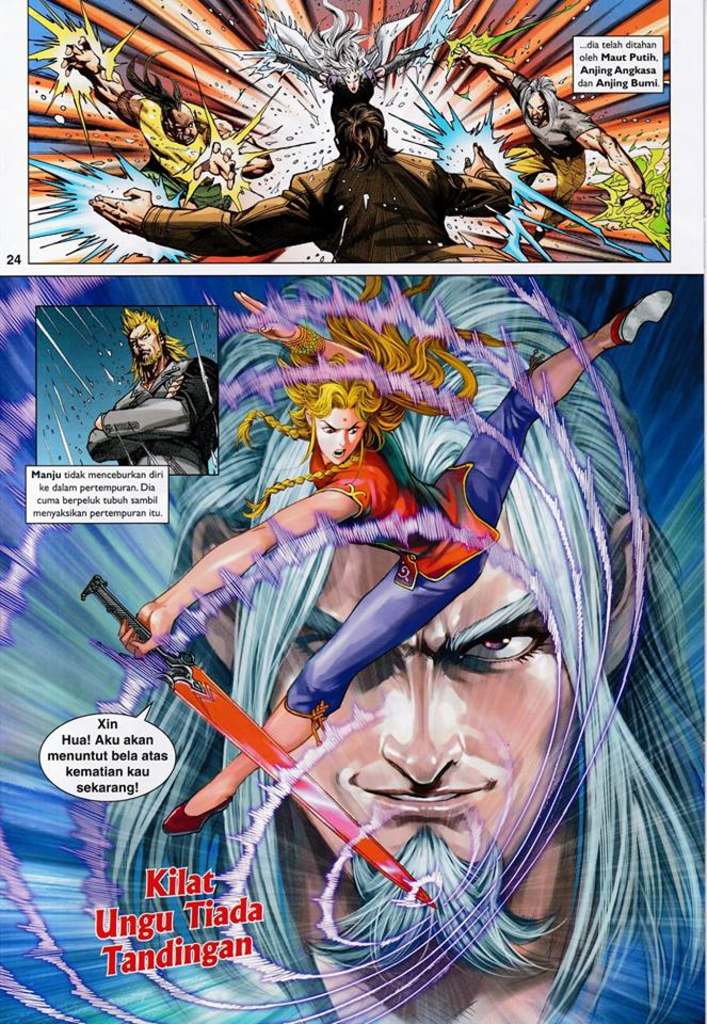 ...dia telah ditahan
oleh Maut Putih,
Anjing Angkasa
dan Anjing Bumi.
24
Manju tidak menceburkan diri
ke dalam pertempuran. Dia
cuma berpeluk tubuh sambil
menyaksikan pertempuran itu.
Xin
Hua! Aku akan
menuntut bela atas
kematian kau
sekarang!
Kilat
Ungu Tiada
Tandingan